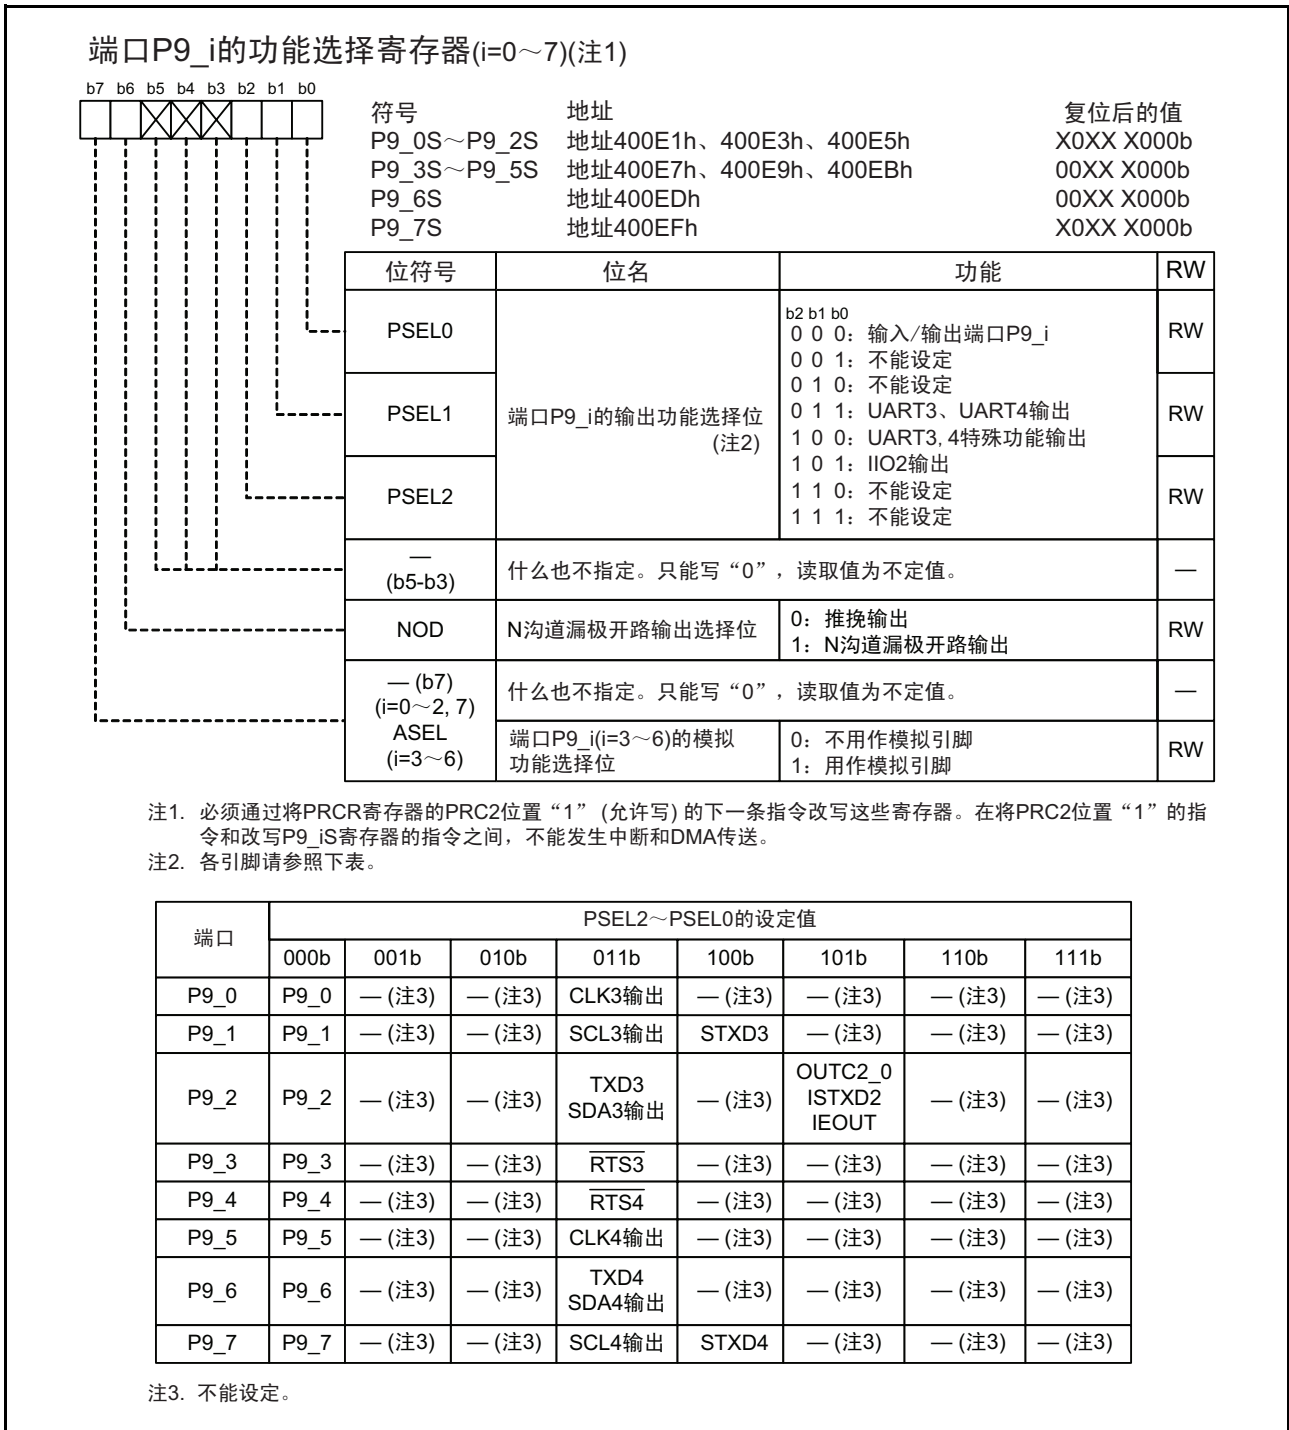 端口P9_i的功能选择寄存器(i=0～7)(注1)
b7 b6 b5 b4 b3 b2 b1 b0
符号 地址 复位后的值
P9_0S～P9_2S 地址400E1h、400E3h、400E5h X0XX X000b
P9_3S～P9_5S 地址400E7h、400E9h、400EBh 00XX X000b
P9_6S 地址400EDh 00XX X000b
P9_7S 地址400EFh X0XX X000b
位符号 位名 功能 RW
PSEL0 RW
PSEL1 RW
PSEL2 RW
端口P9_i的输出功能选择位
(注2)
b2 b1 b0
0 0 0：输入/输出端口P9_i
0 0 1：不能设定
0 1 0：不能设定
0 1 1：UART3、UART4输出
1 0 0：UART3, 4特殊功能输出
1 0 1：IIO2输出
1 1 0：不能设定
1 1 1：不能设定
—
(b5-b3)
什么也不指定。只能写“0”，读取值为不定值。 —
NOD N沟道漏极开路输出选择位
0：推挽输出
1：N沟道漏极开路输出
RW
— (b7)
(i=0～2, 7)
什么也不指定。只能写“0”，读取值为不定值。 —
ASEL
(i=3～6)
端口P9_i(i=3～6)的模拟
功能选择位
0：不用作模拟引脚
1：用作模拟引脚
RW
注1. 必须通过将PRCR寄存器的PRC2位置“1” (允许写) 的下一条指令改写这些寄存器。在将PRC2位置“1”的指
令和改写P9_iS寄存器的指令之间，不能发生中断和DMA传送。
注2. 各引脚请参照下表。
端口 PSEL2～PSEL0的设定值
000b 001b 010b 011b 100b 101b 110b 111b
P9_0 P9_0 — (注3) — (注3) CLK3输出 — (注3) — (注3) — (注3) — (注3)
P9_1 P9_1 — (注3) — (注3) SCL3输出 STXD3 — (注3) — (注3) — (注3)
P9_2 P9_2 — (注3) — (注3) TXD3 SDA3输出 — (注3) OUTC2_0 ISTXD2 IEOUT — (注3) — (注3)
P9_3 P9_3 — (注3) — (注3) RTS3 — (注3) — (注3) — (注3) — (注3)
P9_4 P9_4 — (注3) — (注3) RTS4 — (注3) — (注3) — (注3) — (注3)
P9_5 P9_5 — (注3) — (注3) CLK4输出 — (注3) — (注3) — (注3) — (注3)
P9_6 P9_6 — (注3) — (注3) TXD4 SDA4输出 — (注3) — (注3) — (注3) — (注3)
P9_7 P9_7 — (注3) — (注3) SCL4输出 STXD4 — (注3) — (注3) — (注3)
注3. 不能设定。